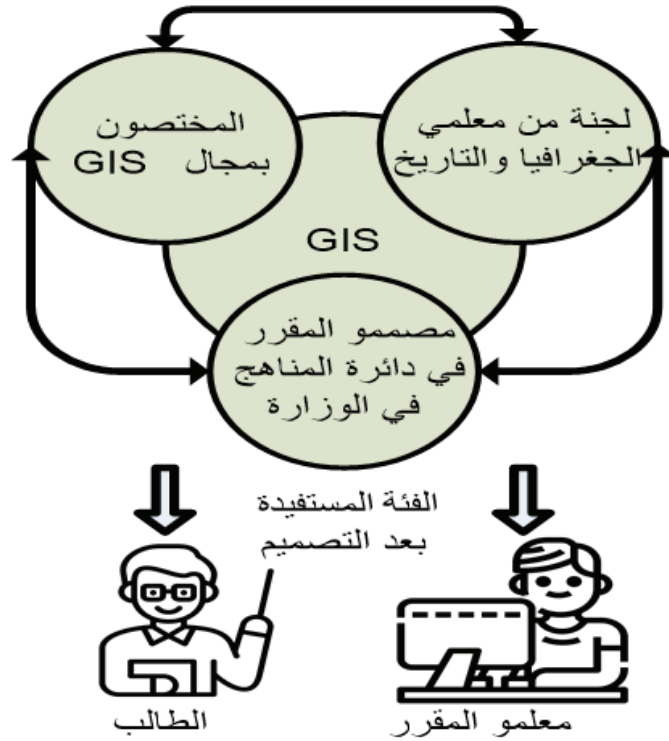 لجنة من معلمي
الجغرافيا والتاريخ
المختصون
بمجال GIS
GIS
مصممو المقرر
في دائرة المناهج
في الوزارة
الفئة المستفيدة
بعد التصميم
معلمو المقرر
الطالب